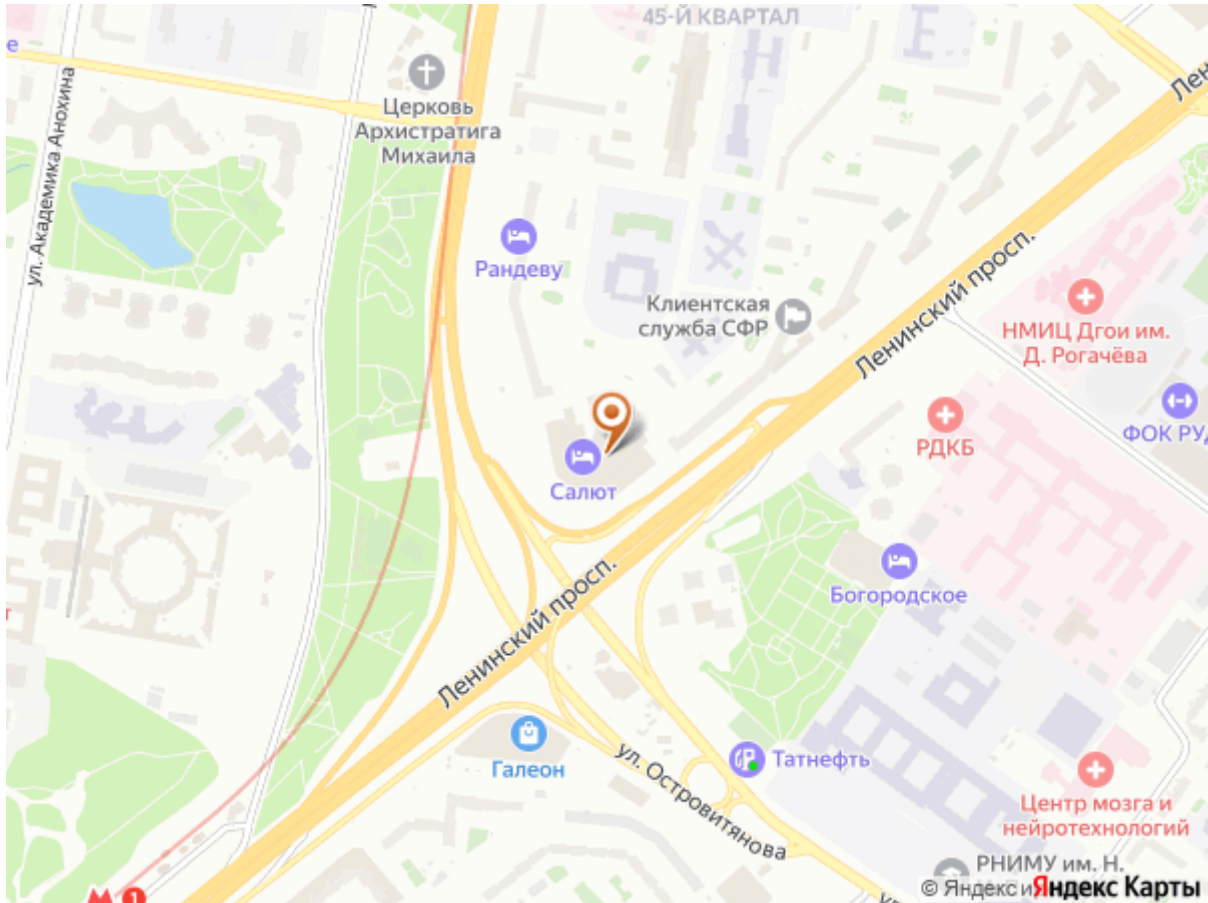 45-Й КВАРТАЛ
е
Церковь
Архистратига
Михаила
ул. Академика Анохина
Рандеву
Клиентская
служба СФР
Ленинский просп.
Лен
НМИЦ Дгои им.
Д. Рогачёва
ФОК РУД
РДКБ
Салют
Ленинский просп.
Богородское
Галеон
ул. Островитянова
Татнефть
Центр мозга и
нейротехнологий
РНИМУ им. Н.
1
© Яндекс
Яндекс Карты